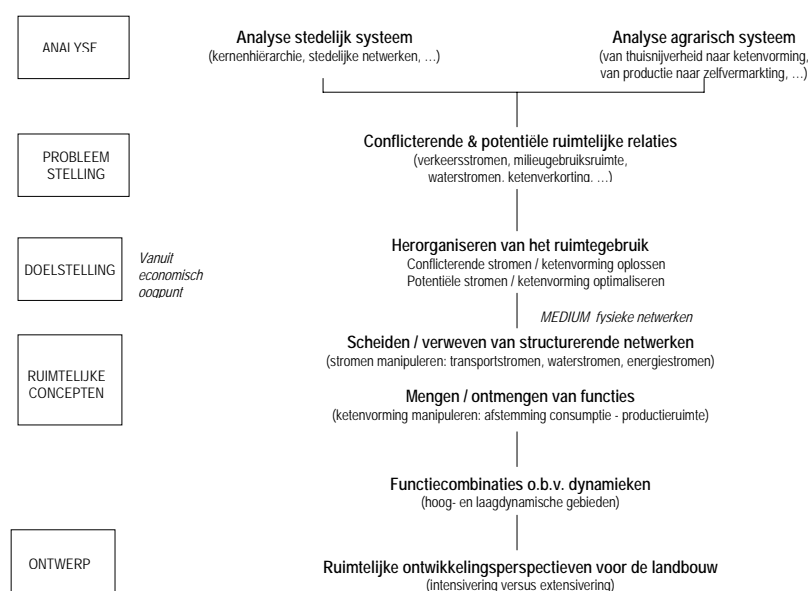 ANALYSE
Analyse stedelijk systeem
(kernenhiërarchie, stedelijke netwerken, …)
Analyse agrarisch systeem
(van thuisnijverheid naar ketenvorming,
van productie naar zelfvermarkting, …)
PROBLEEM
STELLING
Conflicterende & potentiële ruimtelijke relaties
(verkeersstromen, milieugebruiksruimte,
waterstromen, ketenverkorting, …)
DOELSTELLING
Vanuit
economisch
oogpunt
Herorganiseren van het ruimtegebruik
Conflicterende stromen / ketenvorming oplossen
Potentiële stromen / ketenvorming optimaliseren
MEDIUM fysieke netwerken
RUIMTELIJKE
CONCEPTEN
Scheiden / verweven van structurerende netwerken
(stromen manipuleren: transportstromen, waterstromen, energiestromen)
Mengen / ontmengen van functies
(ketenvorming manipuleren: afstemming consumptie - productieruimte)
Functiecombinaties o.b.v. dynamieken
(hoog- en laagdynamische gebieden)
ONTWERP
Ruimtelijke ontwikkelingsperspectieven voor de landbouw
(intensivering versus extensivering)